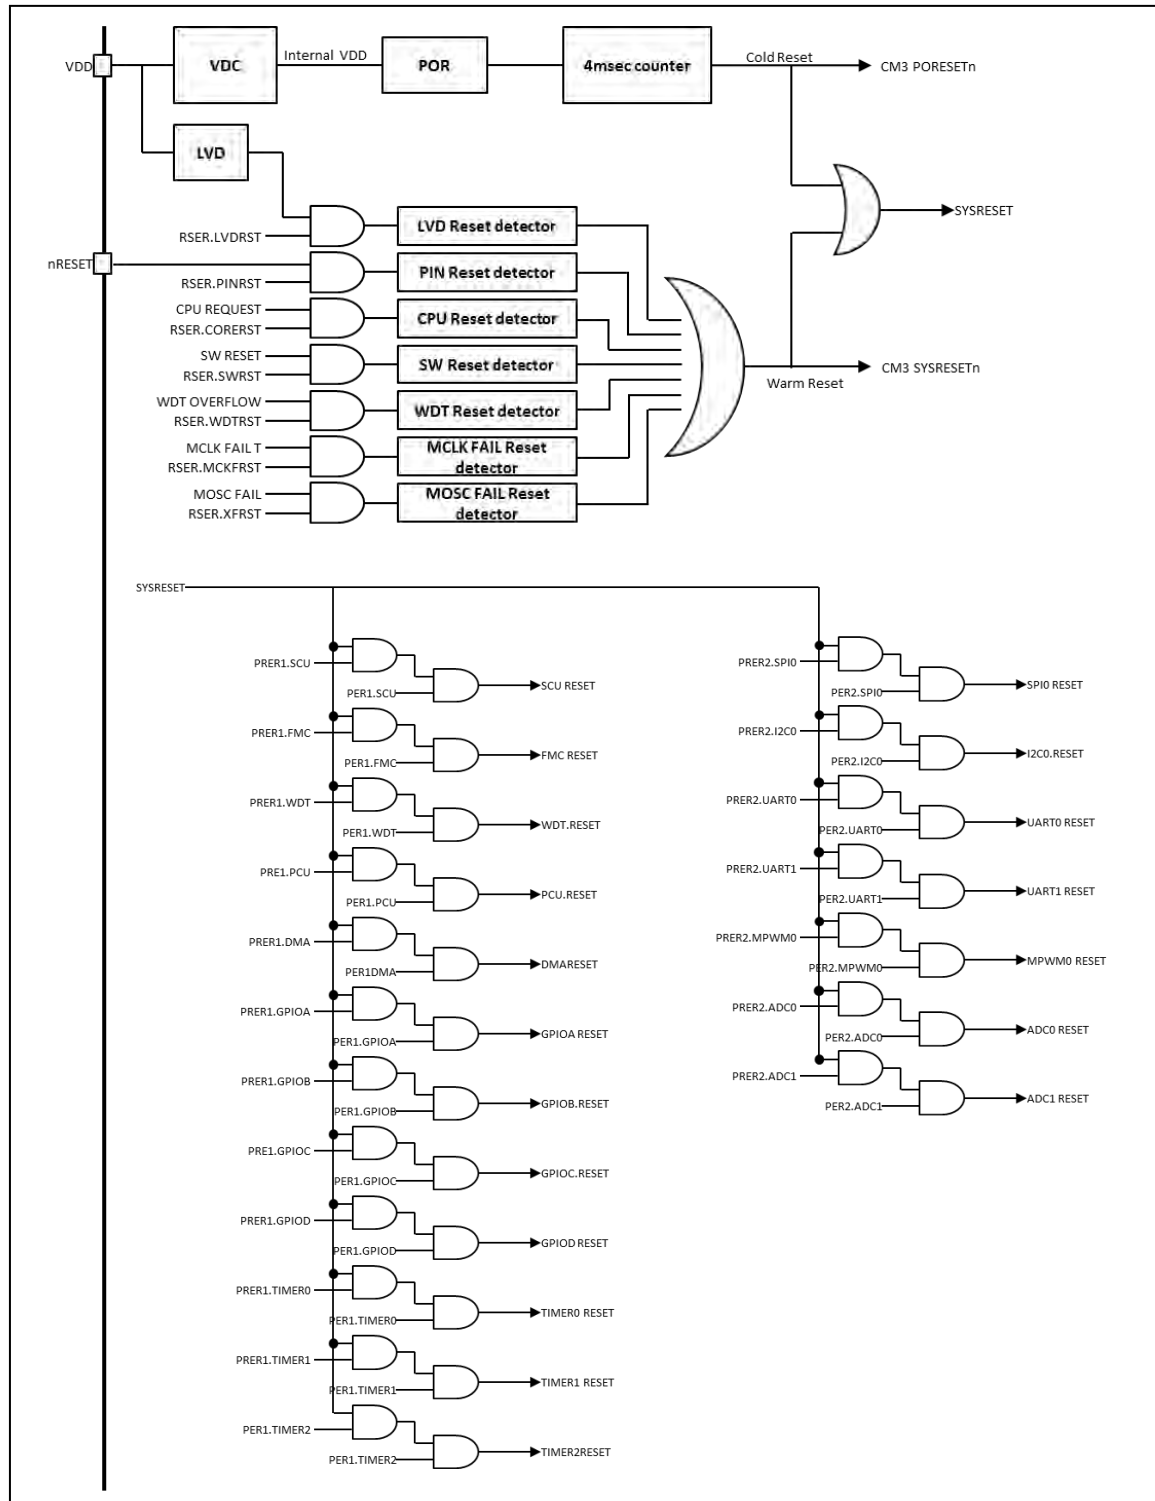 VDD
VDC
Internal VDD
POR
4msec counter
Cold Reset
CM3 PORESETn
LVD
SYSRESET
RSER.LVDRST
LVD Reset detector
nRESET
RSER.PINRST
PIN Reset detector
CPU REQUEST
RSER.CORERST
CPU Reset detector
SW RESET
RSER.SWRST
SW Reset detector
CM3 SYSRESETn
Warm Reset
WDT OVERFLOW
RSER.WDTRST
WDT Reset detector
MCLK FAIL T
RSER.MCKFRST
MCLK FAIL Reset
detector
MOSC FAIL
RSER.XFRST
MOSC FAIL Reset
detector
SYSRESET
PRER1.SCU
PER1.SCU
SCU RESET
PRER1.FMC
PER1.FMC
FMC RESET
PRER1.WDT
PER1.WDT
WDT.RESET
PRE1.PCU
PER1.PCU
PCU.RESET
PRER1.DMA
PER1DMA
DMARESET
PRER1.GPIOA
PER1.GPIOA
GPIOA RESET
PRER1.GPIOB
PER1.GPIOB
GPIOB.RESET
PRE1.GPIOC
PER1.GPIOC
GPIOC.RESET
PRER1.GPIOD
PER1.GPIOD
GPIOD RESET
PRER1.TIMER0
PER1.TIMER0
TIMER0 RESET
PRER1.TIMER1
PER1.TIMER1
TIMER1 RESET
PER1.TIMER2
PER1.TIMER2
TIMER2RESET
PRER2.SPI0
PER2.SPI0
SPI0 RESET
PRER2.I2C0
PER2.I2C0
I2C0.RESET
PRER2.UART0
PER2.UART0
UART0 RESET
PRER2.UART1
PER2.UART1
UART1 RESET
PRER2.MPWM0
PER2.MPWM0
MPWM0 RESET
PRER2.ADC0
PER2.ADC0
ADC0 RESET
PRER2.ADC1
PER2.ADC1
ADC1 RESET